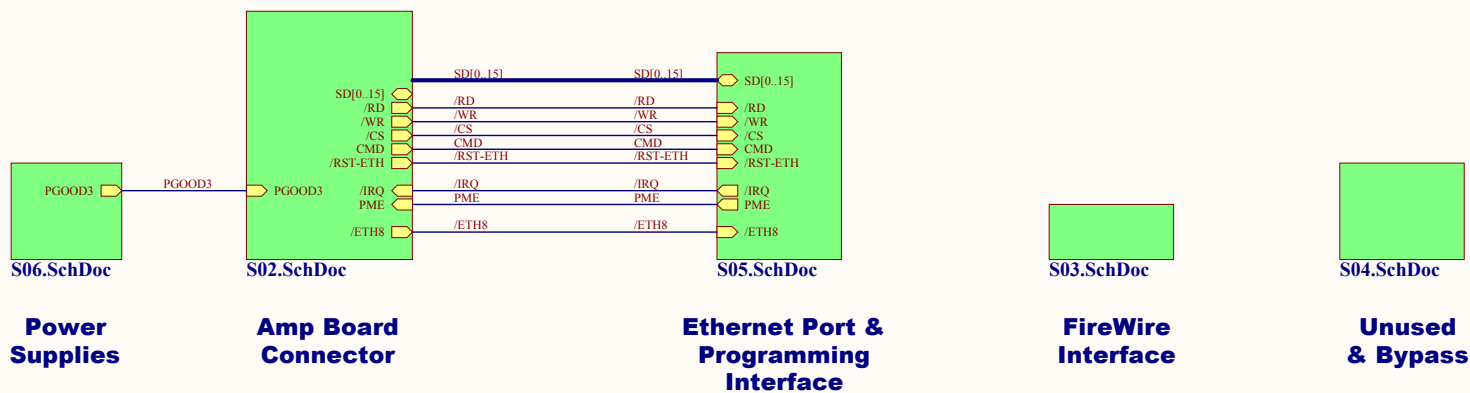 SD[0..15] SD[0..15]
SD[0..15] SD[0..15]
/RD /RD /RD /RD
/WR /WR /WR /WR
/CS /CS /CS /CS
CMD CMD CMD CMD
/RST-ETH /RST-ETH /RST-ETH /RST-ETH
PGOOD3 PGOOD3 PGOOD3 /IRQ /IRQ /IRQ /IRQ
PME PME PME PME
/ETH8 /ETH8 /ETH8 /ETH8
S06.SchDoc S02.SchDoc S05.SchDoc S03.SchDoc S04.SchDoc
Power
Supplies
Amp Board
Connector
Ethernet Port &
Programming
Interface
FireWire
Interface
Unused
& Bypass